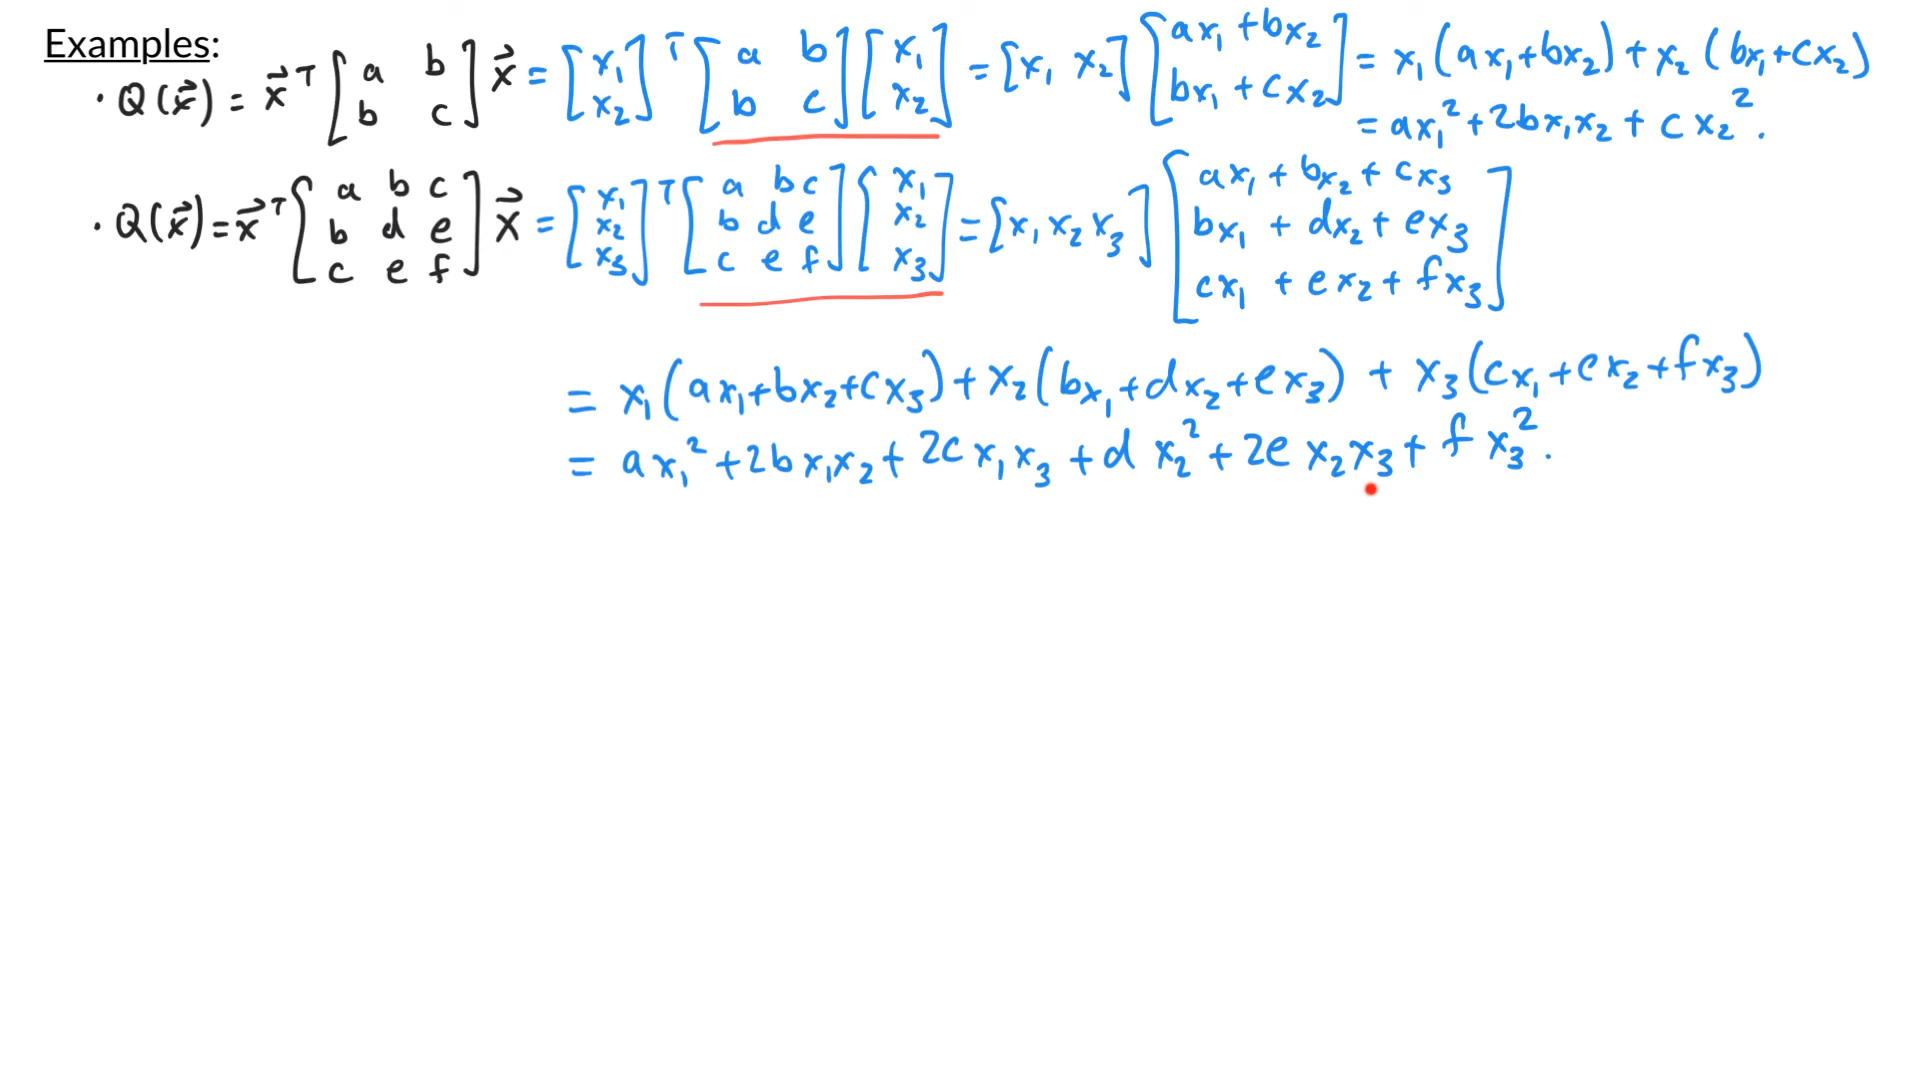 Examples:
• Q(x⃗) = x⃗ᵀ [a b; b c] x⃗ = [x₁; x₂]ᵀ [a b; b c] [x₁; x₂] = [x₁ x₂] [ax₁ + bx₂; bx₁ + cx₂] = x₁(ax₁+bx₂) + x₂(bx₁+cx₂)
= ax₁² + 2bx₁x₂ + cx₂².
• Q(x⃗) = x⃗ᵀ [a b c; b d e; c e f] x⃗ = [x₁; x₂; x₃]ᵀ [a b c; b d e; c e f] [x₁; x₂; x₃] = [x₁ x₂ x₃] [ax₁ + bx₂ + cx₃; bx₁ + dx₂ + ex₃; cx₁ + ex₂ + fx₃]
= x₁(ax₁+bx₂+cx₃) + x₂(bx₁+dx₂+ex₃) + x₃(cx₁+ex₂+fx₃)
= ax₁² + 2bx₁x₂ + 2cx₁x₃ + dx₂² + 2ex₂x₃ + fx₃².